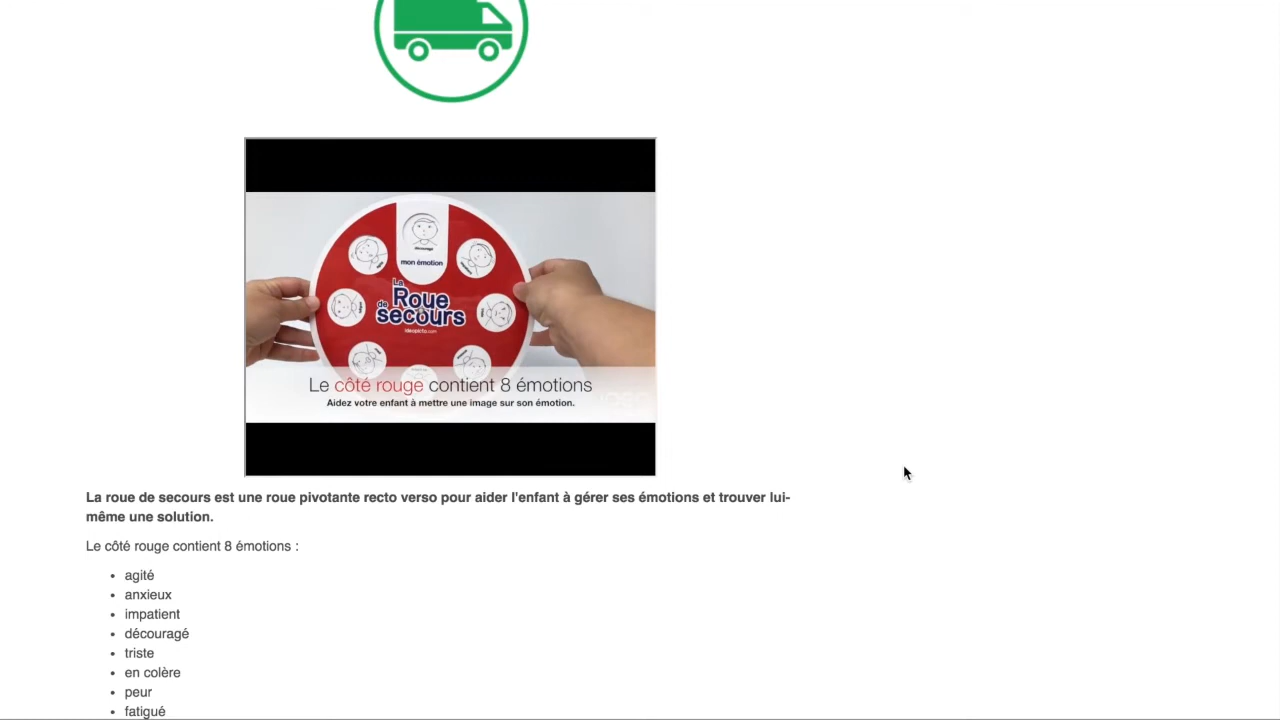 découragé
mon émotion
La
Roue
de
secours
ideopicto.com
Le côté rouge contient 8 émotions
Aidez votre enfant à mettre une image sur son émotion.
La roue de secours est une roue pivotante recto verso pour aider l'enfant à gérer ses émotions et trouver lui-
même une solution.
Le côté rouge contient 8 émotions :
• agité
• anxieux
• impatient
• découragé
• triste
• en colère
• peur
• fatigué